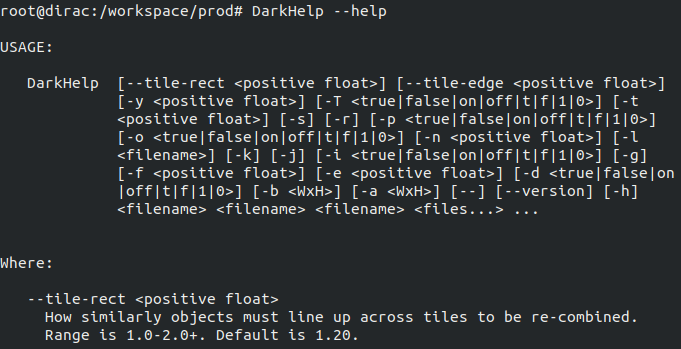 root@dirac:/workspace/prod# DarkHelp --help
USAGE:
DarkHelp [--tile-rect <positive float>] [--tile-edge <positive float>]
[-y <positive float>] [-T <true|false|on|off|t|f|1|0>] [-t
<positive float>] [-s] [-r] [-p <true|false|on|off|t|f|1|0>]
[-o <true|false|on|off|t|f|1|0>] [-n <positive float>] [-l
<filename>] [-k] [-j] [-i <true|false|on|off|t|f|1|0>] [-g]
[-f <positive float>] [-e <positive float>] [-d <true|false|on
|off|t|f|1|0>] [-b <WxH>] [-a <WxH>] [--] [--version] [-h]
<filename> <filename> <filename> <files...> ...
Where:
--tile-rect <positive float>
How similarly objects must line up across tiles to be re-combined.
Range is 1.0-2.0+. Default is 1.20.